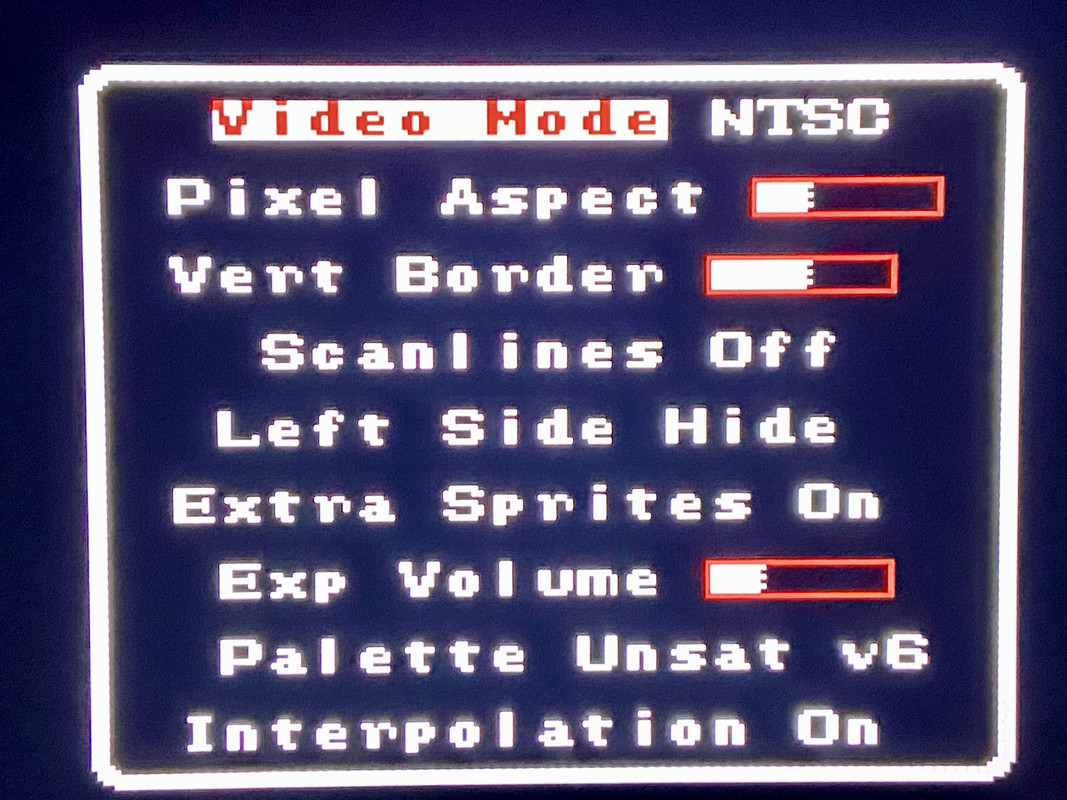 Video Mode NTSC
Pixel Aspect
Vert Border
Scanlines Off
Left Side Hide
Extra Sprites On
Exp Volume
Palette Unsat v6
Interpolation On